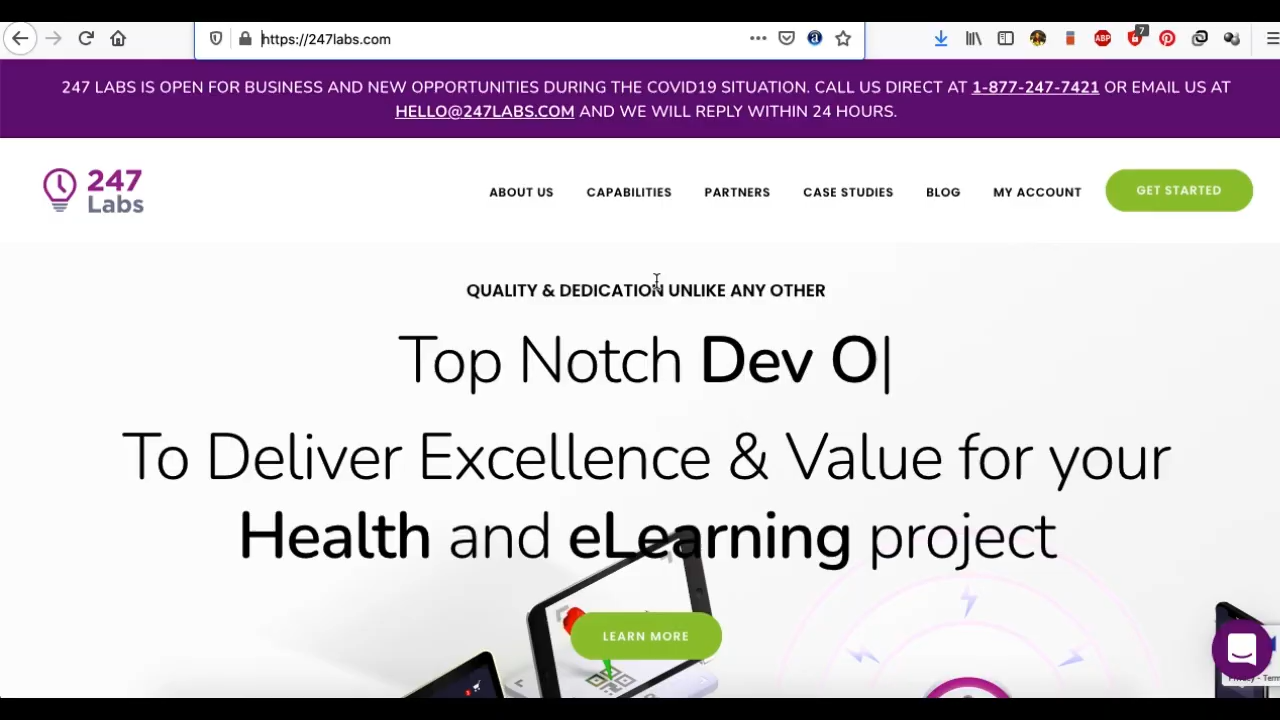 https://247labs.com
ABP
7
247 LABS IS OPEN FOR BUSINESS AND NEW OPPORTUNITIES DURING THE COVID19 SITUATION. CALL US DIRECT AT 1-877-247-7421 OR EMAIL US AT
HELLO@247LABS.COM AND WE WILL REPLY WITHIN 24 HOURS.
247
Labs
ABOUT US CAPABILITIES PARTNERS CASE STUDIES BLOG MY ACCOUNT GET STARTED
QUALITY & DEDICATION UNLIKE ANY OTHER
Top Notch Dev O|
To Deliver Excellence & Value for your
Health and eLearning project
LEARN MORE